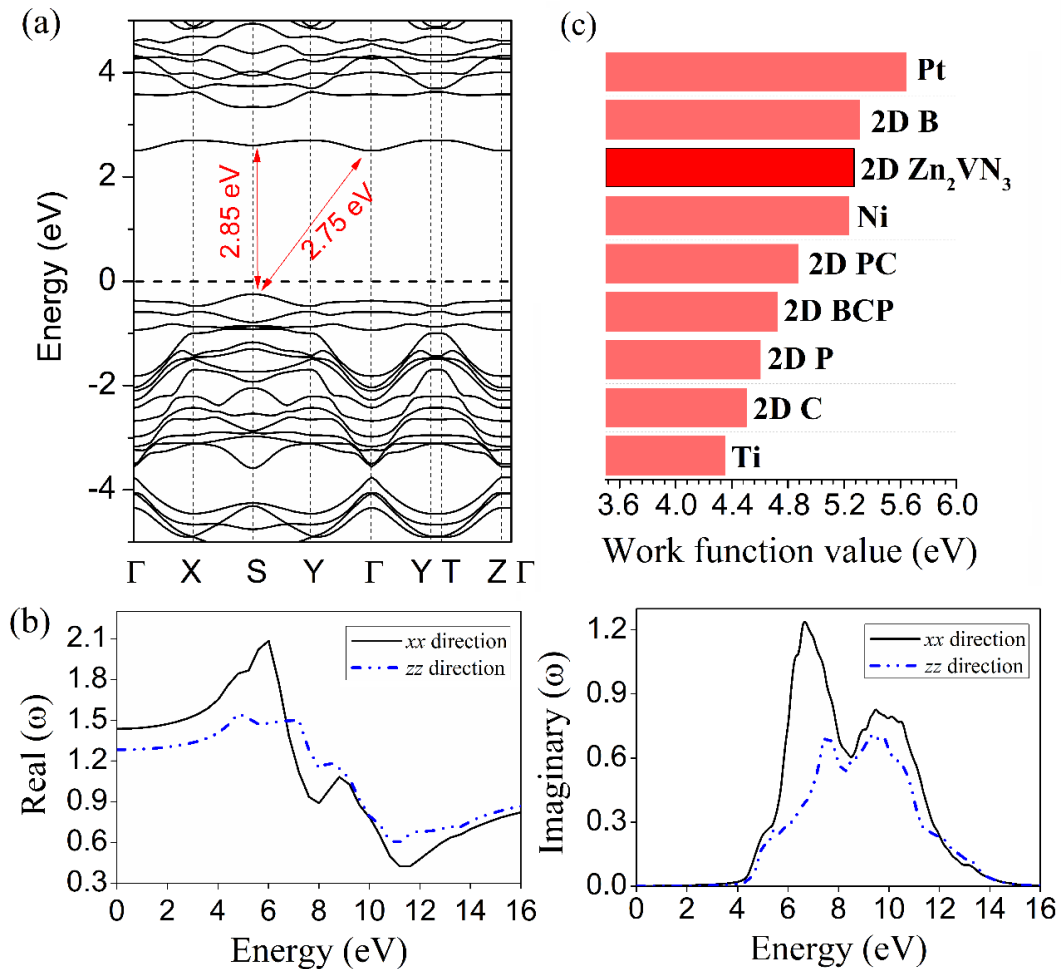 (a)
Energy (eV)
4
2
0
-2
-4
2.85 eV
2.75 eV
Γ X S Y Γ Y T Z Γ
(c)
Pt
2D B
2D Zn₂VN₃
Ni
2D PC
2D BCP
2D P
2D C
Ti
3.6 4.0 4.4 4.8 5.2 5.6 6.0
Work function value (eV)
(b)
Real (ω)
2.1
1.8
1.5
1.2
0.9
0.6
0.3
xx direction
zz direction
0 2 4 6 8 10 12 14 16
Energy (eV)
Imaginary (ω)
1.2
0.9
0.6
0.3
0.0
xx direction
zz direction
0 2 4 6 8 10 12 14 16
Energy (eV)